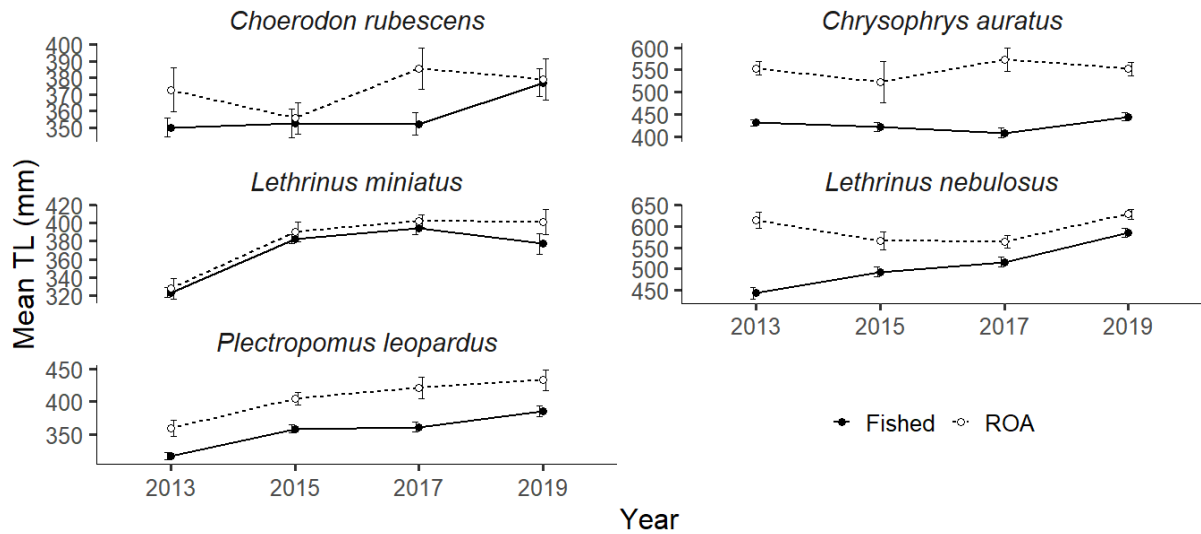 Choerodon rubescens
Chrysophrys auratus
400
390
380
370
360
350
600
550
500
450
400
Mean TL (mm)
Lethrinus miniatus
Lethrinus nebulosus
420
400
380
360
340
320
650
600
550
500
450
2013 2015 2017 2019
Plectropomus leopardus
450
400
350
2013 2015 2017 2019
Fished ROA
Year